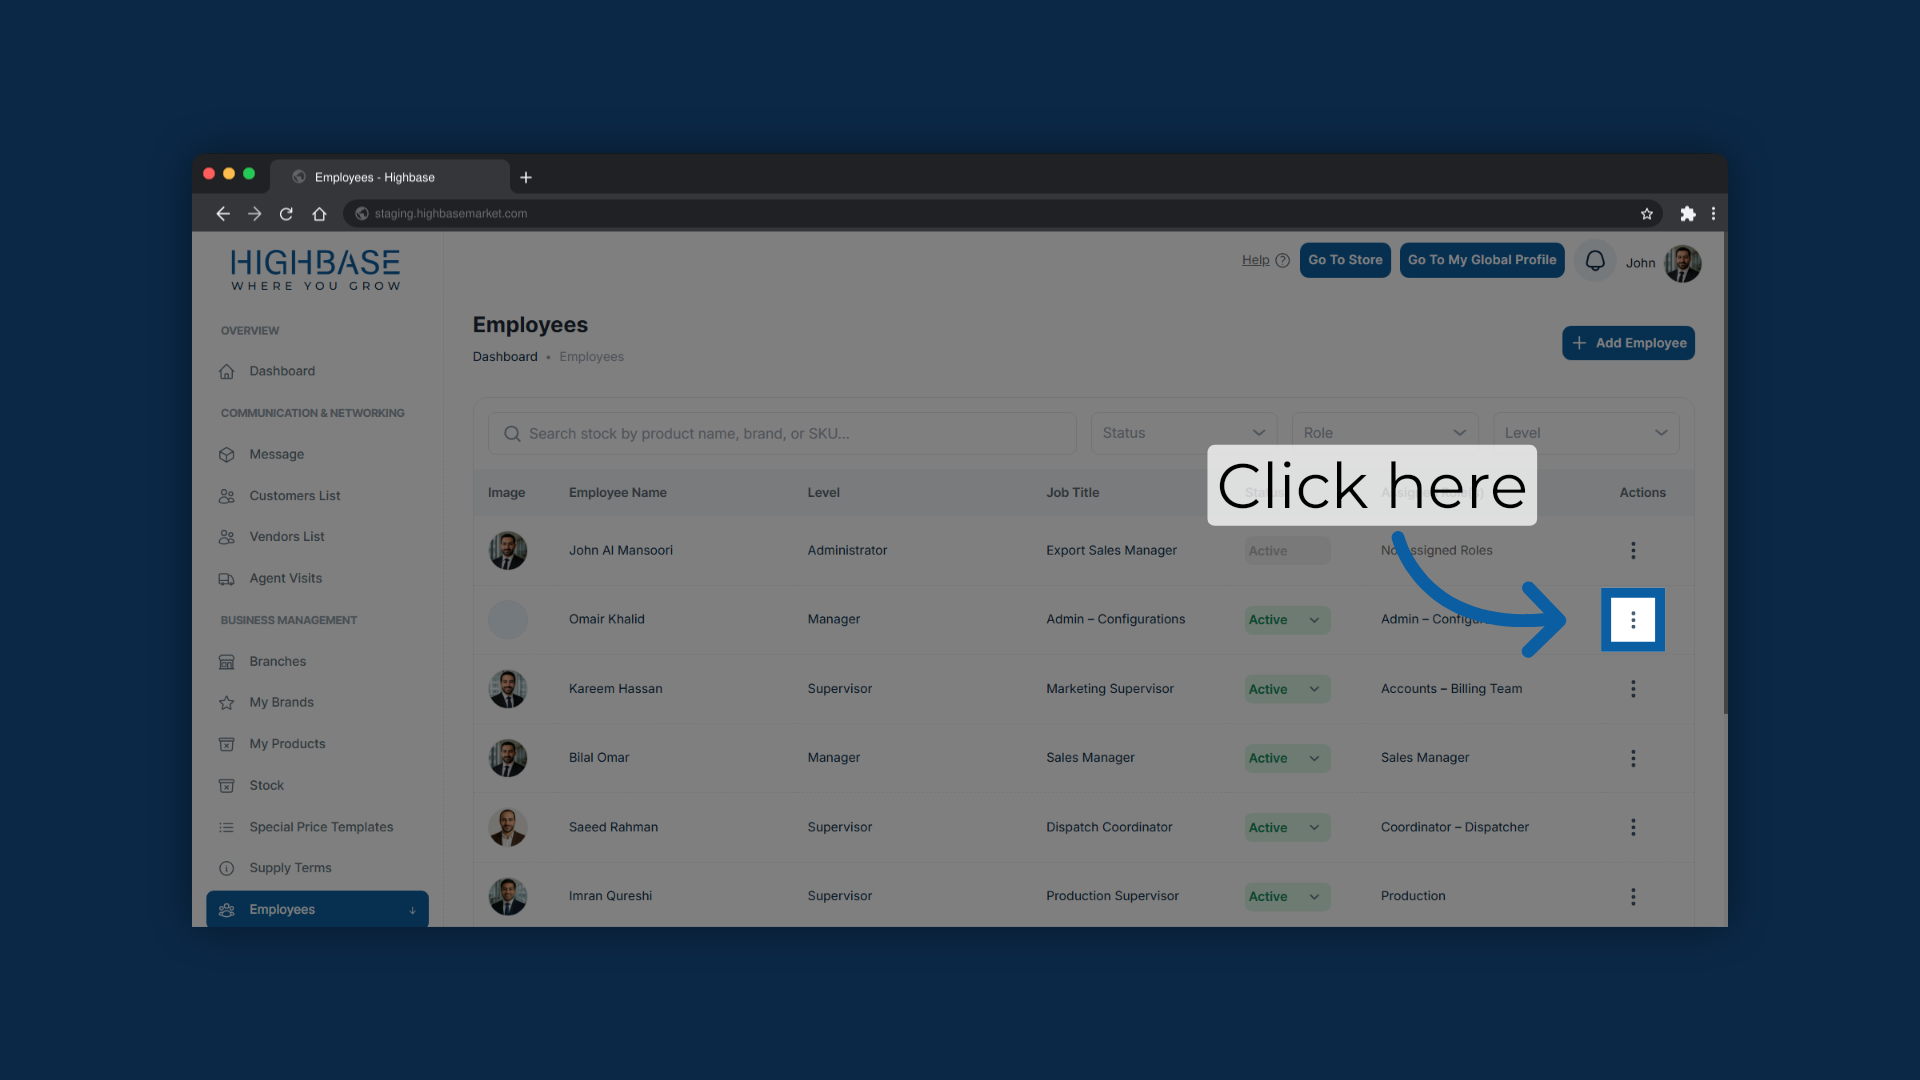 Employees - Highbase
staging.highbasemarket.com
HIGHBASE
WHERE YOU GROW
Help
Go To Store
Go To My Global Profile
John
OVERVIEW
Dashboard
COMMUNICATION & NETWORKING
Message
Customers List
Vendors List
Agent Visits
BUSINESS MANAGEMENT
Branches
My Brands
My Products
Stock
Special Price Templates
Supply Terms
Employees
Employees
Dashboard • Employees
Add Employee
Search stock by product name, brand, or SKU...
Status
Role
Level
Click here
Image Employee Name Level Job Title Status Actions
John Al Mansoori Administrator Export Sales Manager Active No Assigned Roles
Omair Khalid Manager Admin – Configurations Active Admin –
Kareem Hassan Supervisor Marketing Supervisor Active Accounts – Billing Team
Bilal Omar Manager Sales Manager Active Sales Manager
Saeed Rahman Supervisor Dispatch Coordinator Active Coordinator – Dispatcher
Imran Qureshi Supervisor Production Supervisor Active Production